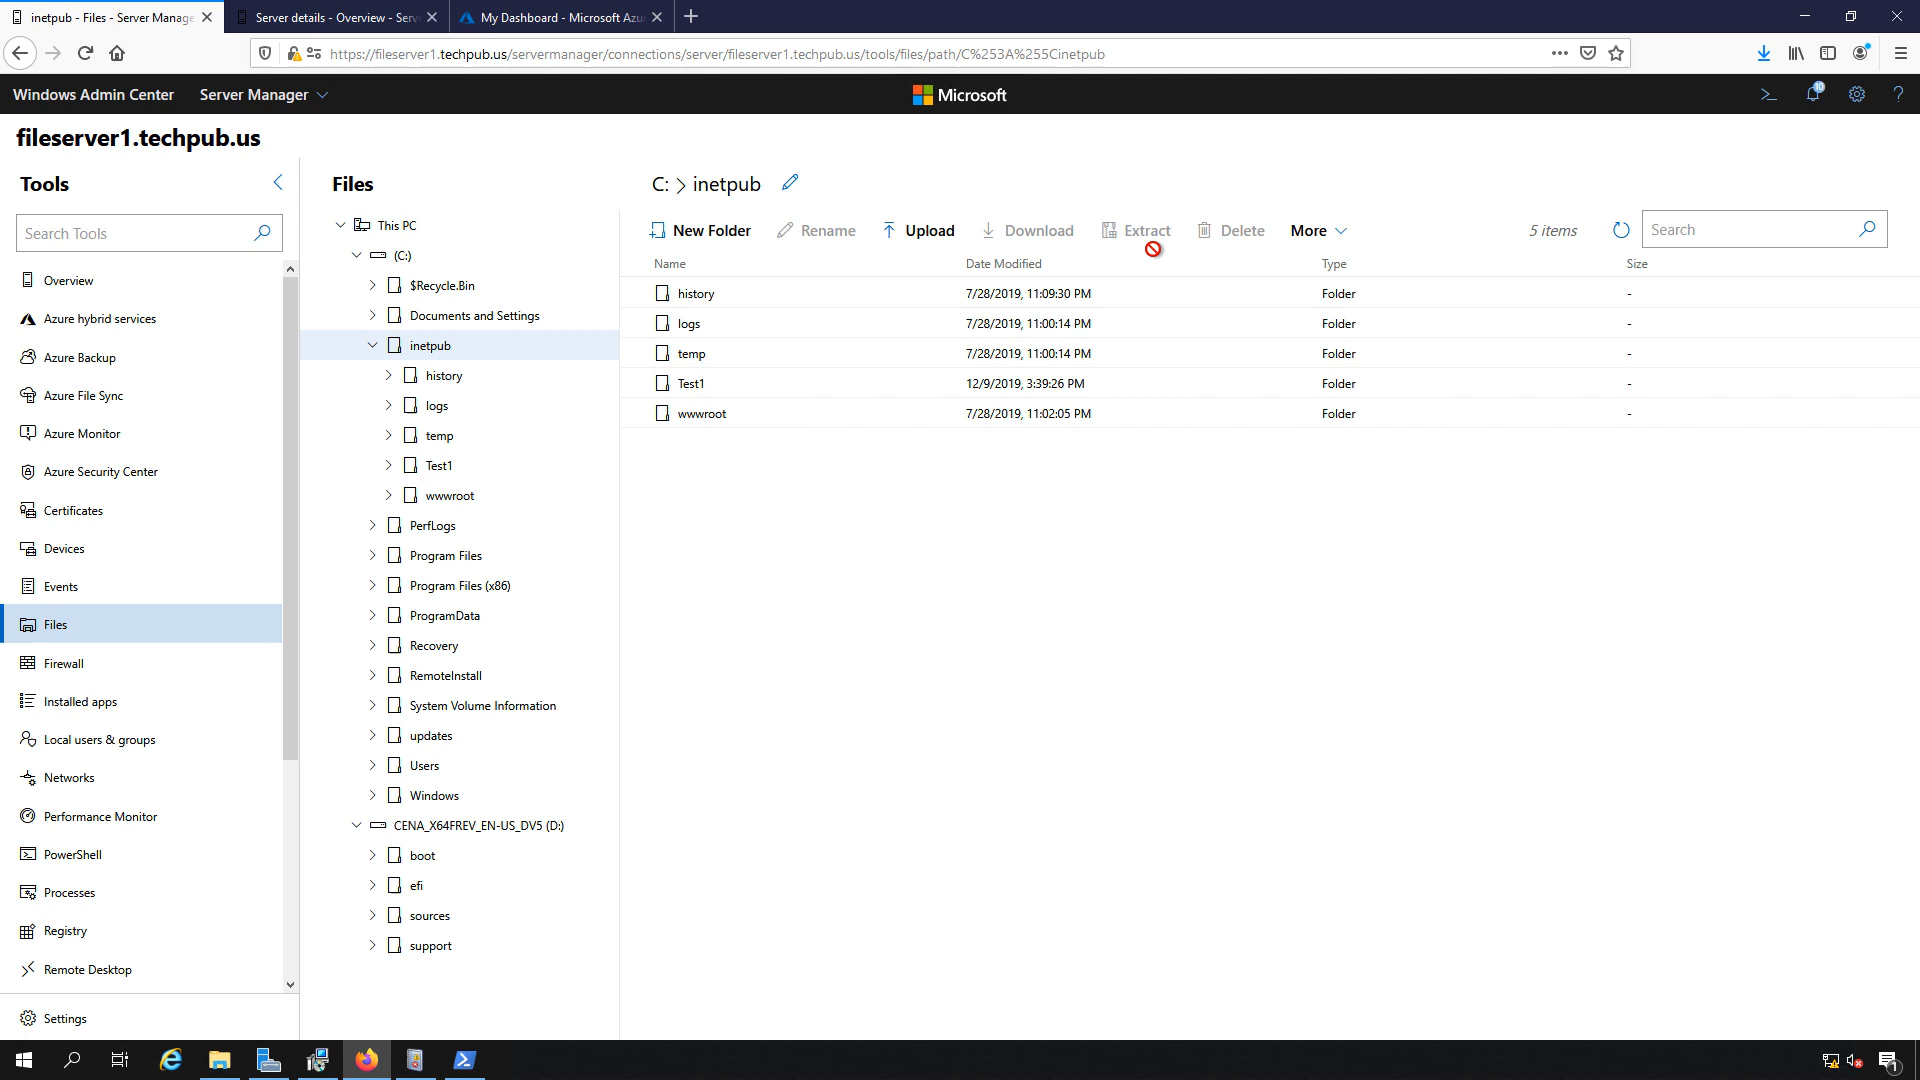 inetpub - Files - Server Manage
Server details - Overview - Serv
My Dashboard - Microsoft Azu
https://fileserver1.techpub.us/servermanager/connections/server/fileserver1.techpub.us/tools/files/path/C%253A%255Cinetpub
Windows Admin Center
Server Manager
Microsoft
10
fileserver1.techpub.us
Tools
Search Tools
Overview
Azure hybrid services
Azure Backup
Azure File Sync
Azure Monitor
Azure Security Center
Certificates
Devices
Events
Files
Firewall
Installed apps
Local users & groups
Networks
Performance Monitor
PowerShell
Processes
Registry
Remote Desktop
Settings
Files
This PC
(C:)
$Recycle.Bin
Documents and Settings
inetpub
history
logs
temp
Test1
wwwroot
PerfLogs
Program Files
Program Files (x86)
ProgramData
Recovery
RemoteInstall
System Volume Information
updates
Users
Windows
CENA_X64FREV_EN-US_DV5 (D:)
boot
efi
sources
support
C: > inetpub
New Folder Rename Upload Download Extract Delete More 5 items Search
Name Date Modified Type Size
history 7/28/2019, 11:09:30 PM Folder -
logs 7/28/2019, 11:00:14 PM Folder -
temp 7/28/2019, 11:00:14 PM Folder -
Test1 12/9/2019, 3:39:26 PM Folder -
wwwroot 7/28/2019, 11:02:05 PM Folder -
1